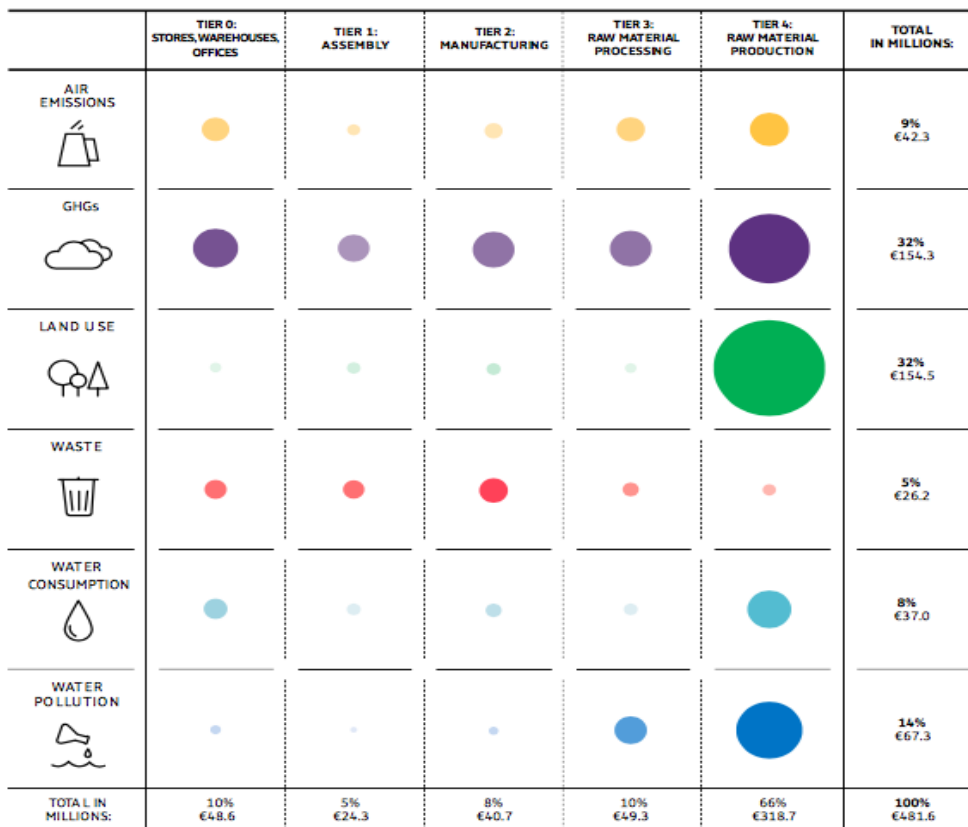 TIER 0:
STORES, WAREHOUSES,
OFFICES
TIER 1:
ASSEMBLY
TIER 2:
MANUFACTURING
TIER 3:
RAW MATERIAL
PROCESSING
TIER 4:
RAW MATERIAL
PRODUCTION
TOTAL
IN MILLIONS:
AIR
EMISSIONS
9%
€42.3
GHGs
32%
€154.3
LAND USE
32%
€154.5
WASTE
5%
€26.2
WATER
CONSUMPTION
8%
€37.0
WATER
POLLUTION
14%
€67.3
TOTAL IN
MILLIONS:
10%
€48.6
5%
€24.3
8%
€40.7
10%
€49.3
66%
€318.7
100%
€481.6